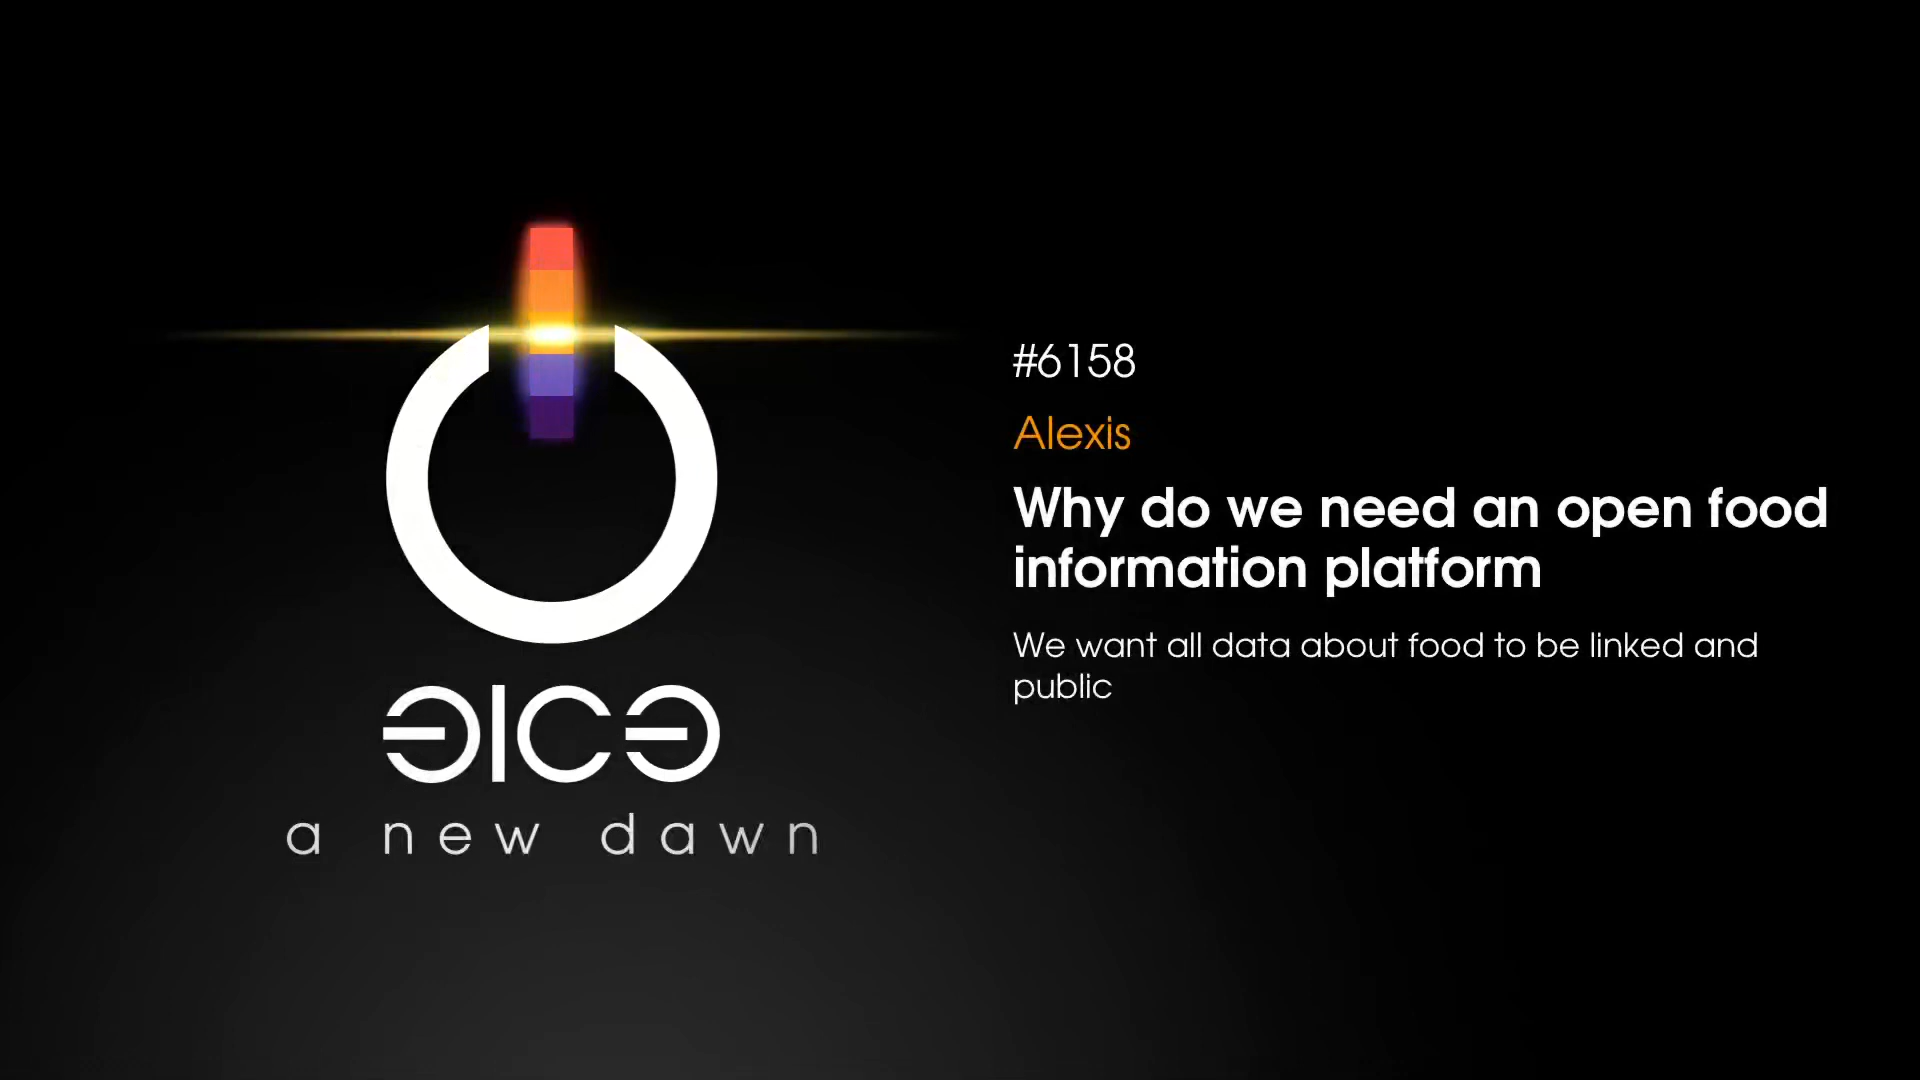 #6158
Alexis
Why do we need an open food
information platform
We want all data about food to be linked and
public
a new dawn